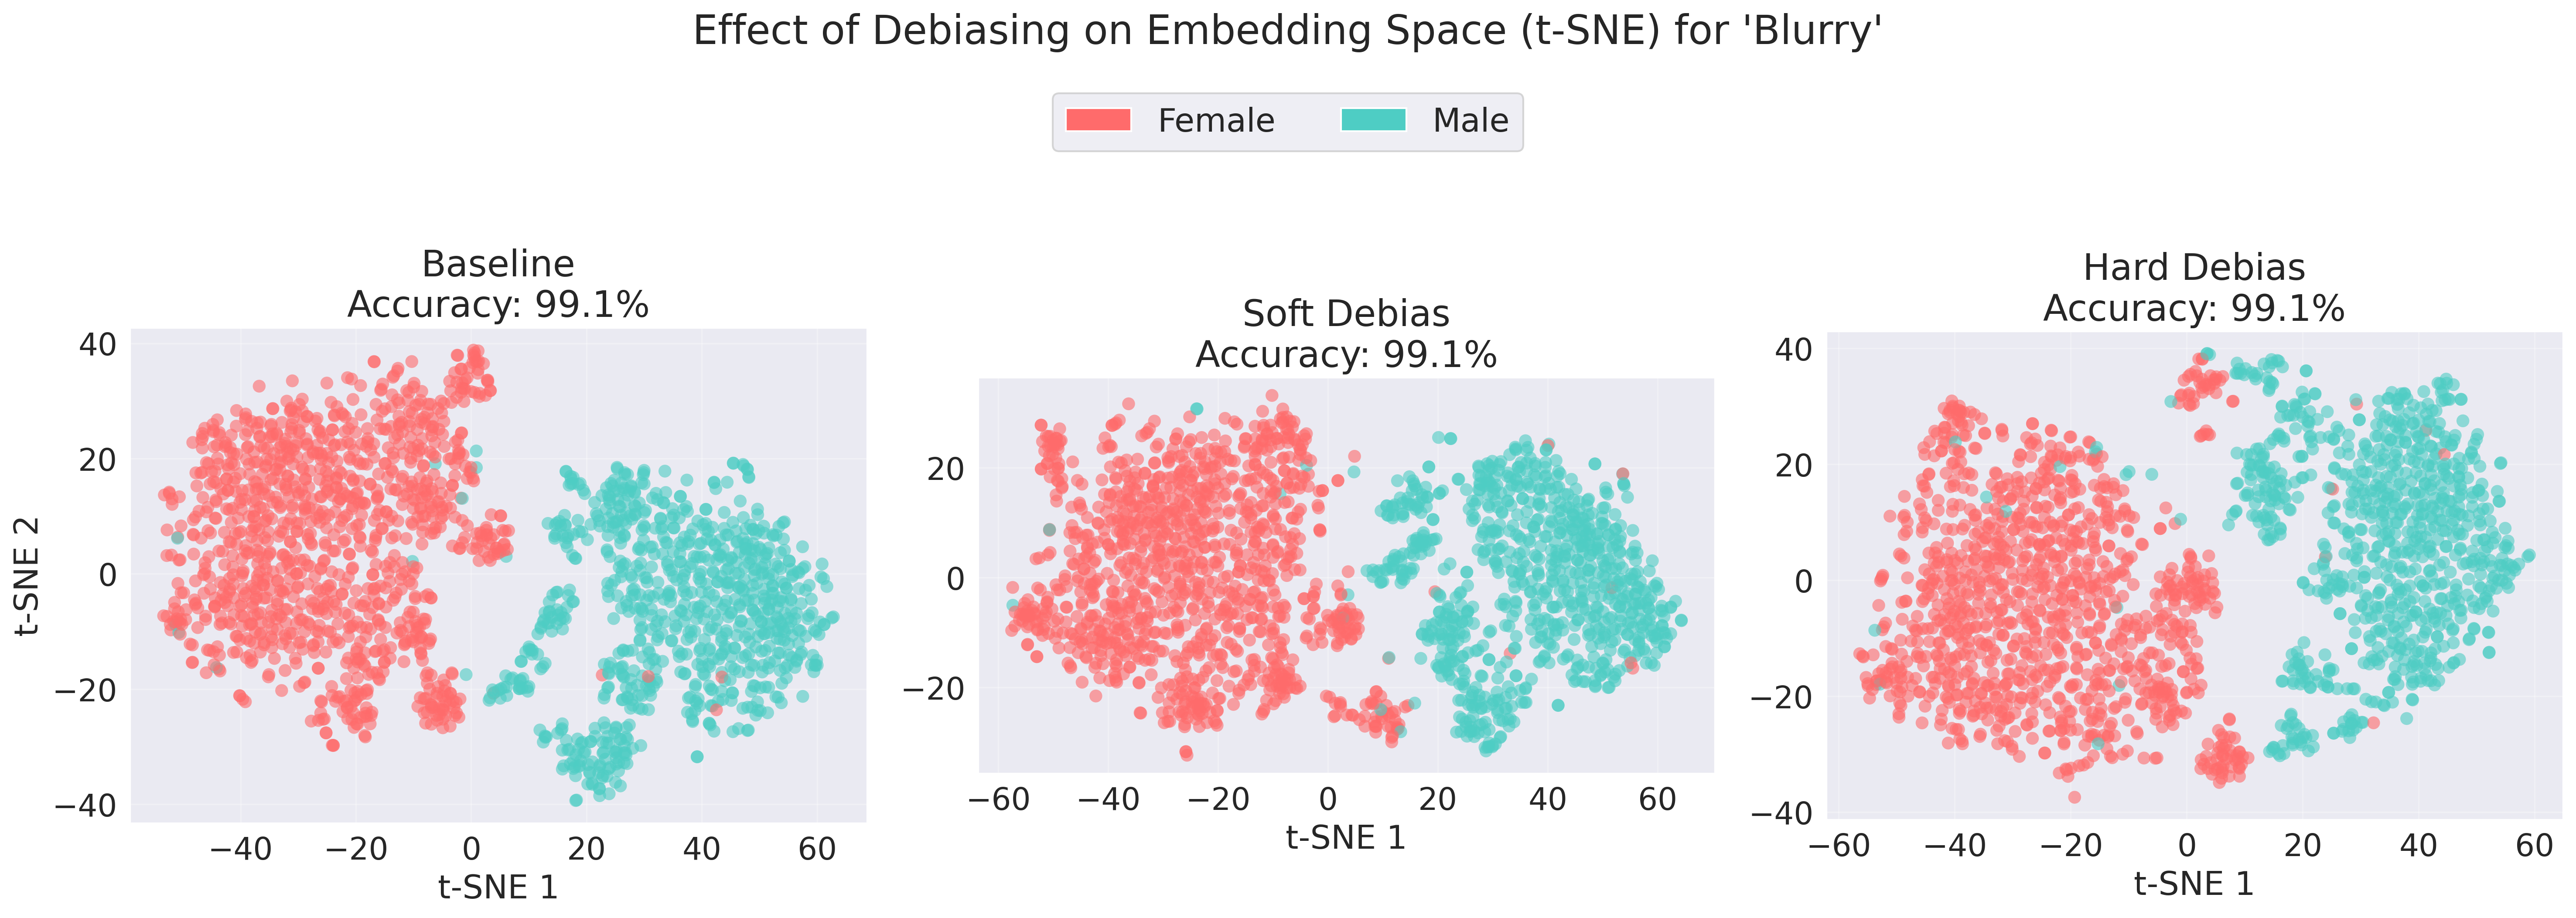 Effect of Debiasing on Embedding Space (t-SNE) for 'Blurry'
Female
Male
Baseline
Accuracy: 99.1%
40
20
0
−20
−40
−40
−20
0
20
40
60
t-SNE 1
t-SNE 2
Soft Debias
Accuracy: 99.1%
20
0
−20
−60
−40
−20
0
20
40
60
t-SNE 1
Hard Debias
Accuracy: 99.1%
40
20
0
−20
−40
−60
−40
−20
0
20
40
60
t-SNE 1